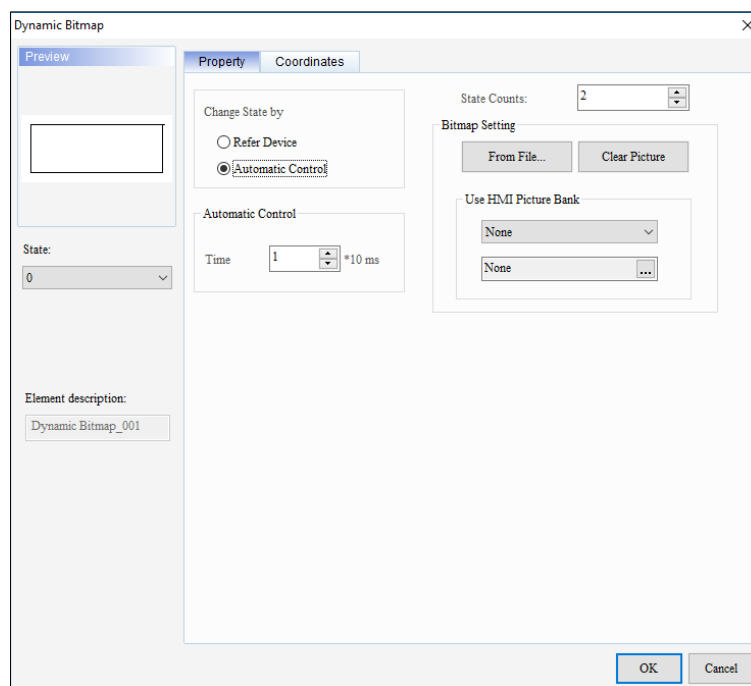 Dynamic Bitmap
Preview
Property
Coordinates
Change State by
Refer Device
Automatic Control
State Counts:
2
Bitmap Setting
From File...
Clear Picture
Use HMI Picture Bank
None
None
...
Automatic Control
Time
1
*10 ms
State:
0
Element description:
Dynamic Bitmap_001
OK
Cancel